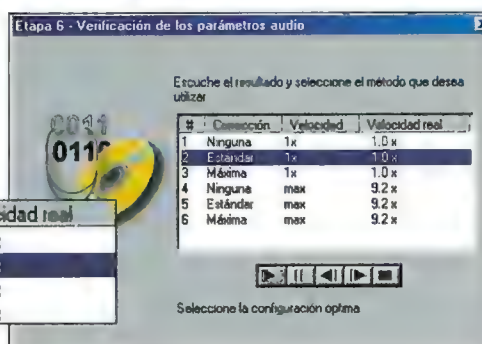 Etapa 6 - Verificación de los parámetros audio
Escuche el resultado y seleccione el método que desea
utilizar
0011
0110
# Corrección Velocidad Velocidad real
1 Ninguna 1x 1.0 x
2 Estándar 1x 1.0 x
3 Máxima 1x 1.0 x
4 Ninguna max 9.2 x
5 Estándar max 9.2 x
6 Máxima max 9.2 x
idad real
Seleccione la configuración óptima